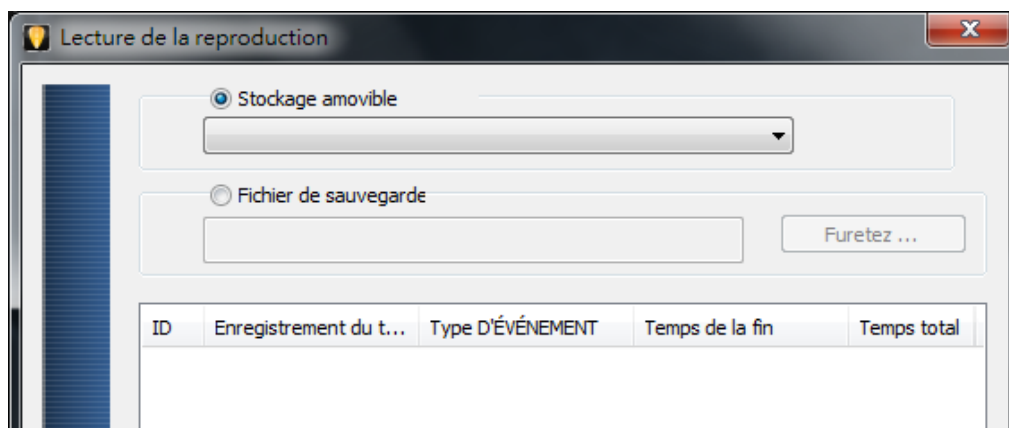 Lecture de la reproduction
Stockage amovible
Fichier de sauvegarde
Furetez ...
ID Enregistrement du t... Type D'ÉVÉNEMENT Temps de la fin Temps total